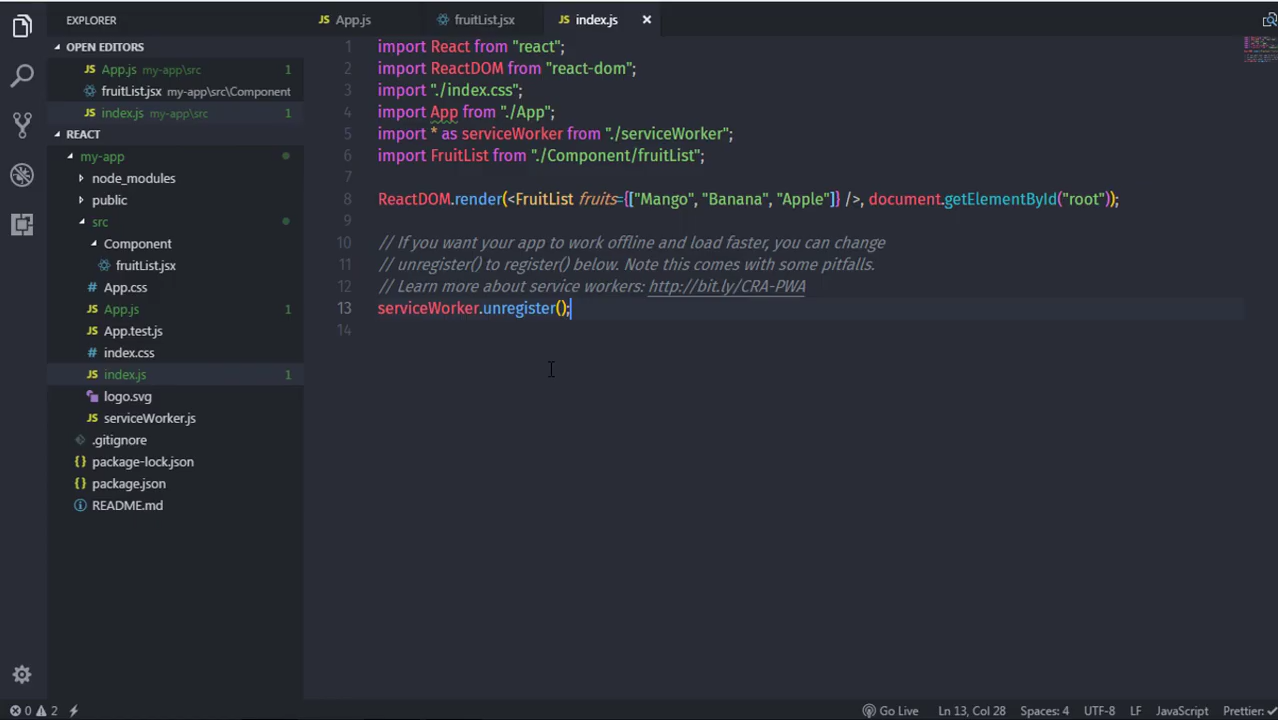 EXPLORER
OPEN EDITORS
App.js my-app\src 1
fruitList.jsx my-app\src\Component
index.js my-app\src 1
REACT
my-app
node_modules
public
src
Component
fruitList.jsx
App.css
App.js 1
App.test.js
index.css
index.js 1
logo.svg
serviceWorker.js
.gitignore
package-lock.json
package.json
README.md
App.js fruitList.jsx index.js
1 import React from "react";
2 import ReactDOM from "react-dom";
3 import "./index.css";
4 import App from "./App";
5 import * as serviceWorker from "./serviceWorker";
6 import FruitList from "./Component/fruitList";
7
8 ReactDOM.render(<FruitList fruits={["Mango", "Banana", "Apple"]} />, document.getElementById("root"));
9
10 // If you want your app to work offline and load faster, you can change
11 // unregister() to register() below. Note this comes with some pitfalls.
12 // Learn more about service workers: http://bit.ly/CRA-PWA
13 serviceWorker.unregister();
14
0 2 Go Live Ln 13, Col 28 Spaces: 4 UTF-8 LF JavaScript Prettier: ✓